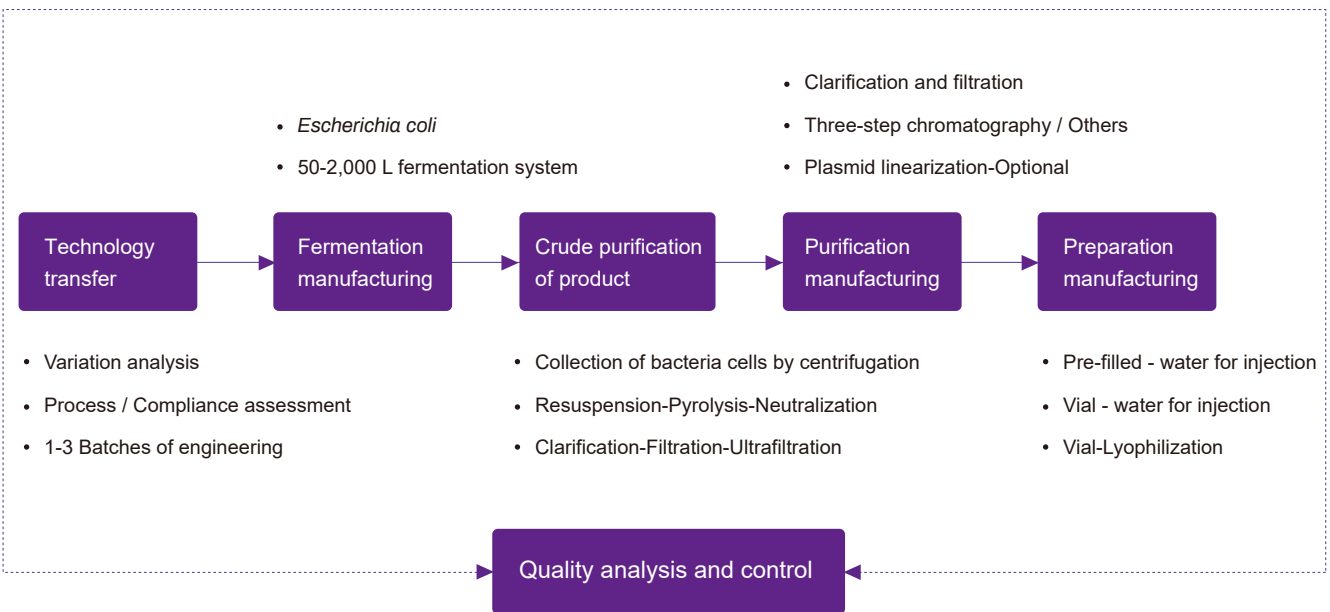 • Clarification and filtration
• Three-step chromatography / Others
• Plasmid linearization-Optional
• Escherichia coli
• 50-2,000 L fermentation system
Technology
transfer
Fermentation
manufacturing
Crude purification
of product
Purification
manufacturing
Preparation
manufacturing
• Variation analysis
• Process / Compliance assessment
• 1-3 Batches of engineering
• Collection of bacteria cells by centrifugation
• Resuspension-Pyrolysis-Neutralization
• Clarification-Filtration-Ultrafiltration
• Pre-filled - water for injection
• Vial - water for injection
• Vial-Lyophilization
Quality analysis and control